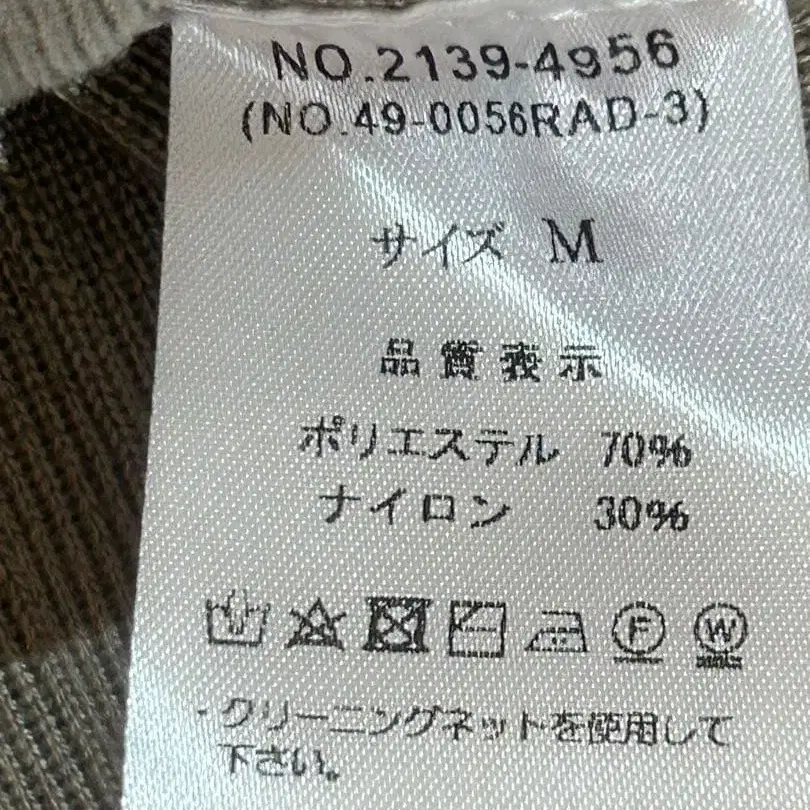 NO.2139-4956
(NO.49-0056RAD-3)
サイズ M
品質表示
ポリエステル 70%
ナイロン 30%
F W
・クリーニングネットを使用して
下さい。